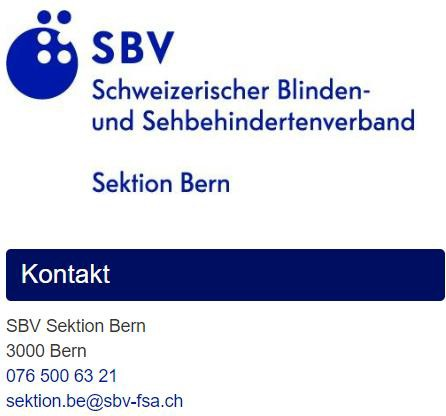 SBV
Schweizerischer Blinden-
und Sehbehindertenverband
Sektion Bern
Kontakt
SBV Sektion Bern
3000 Bern
076 500 63 21
sektion.be@sbv-fsa.ch